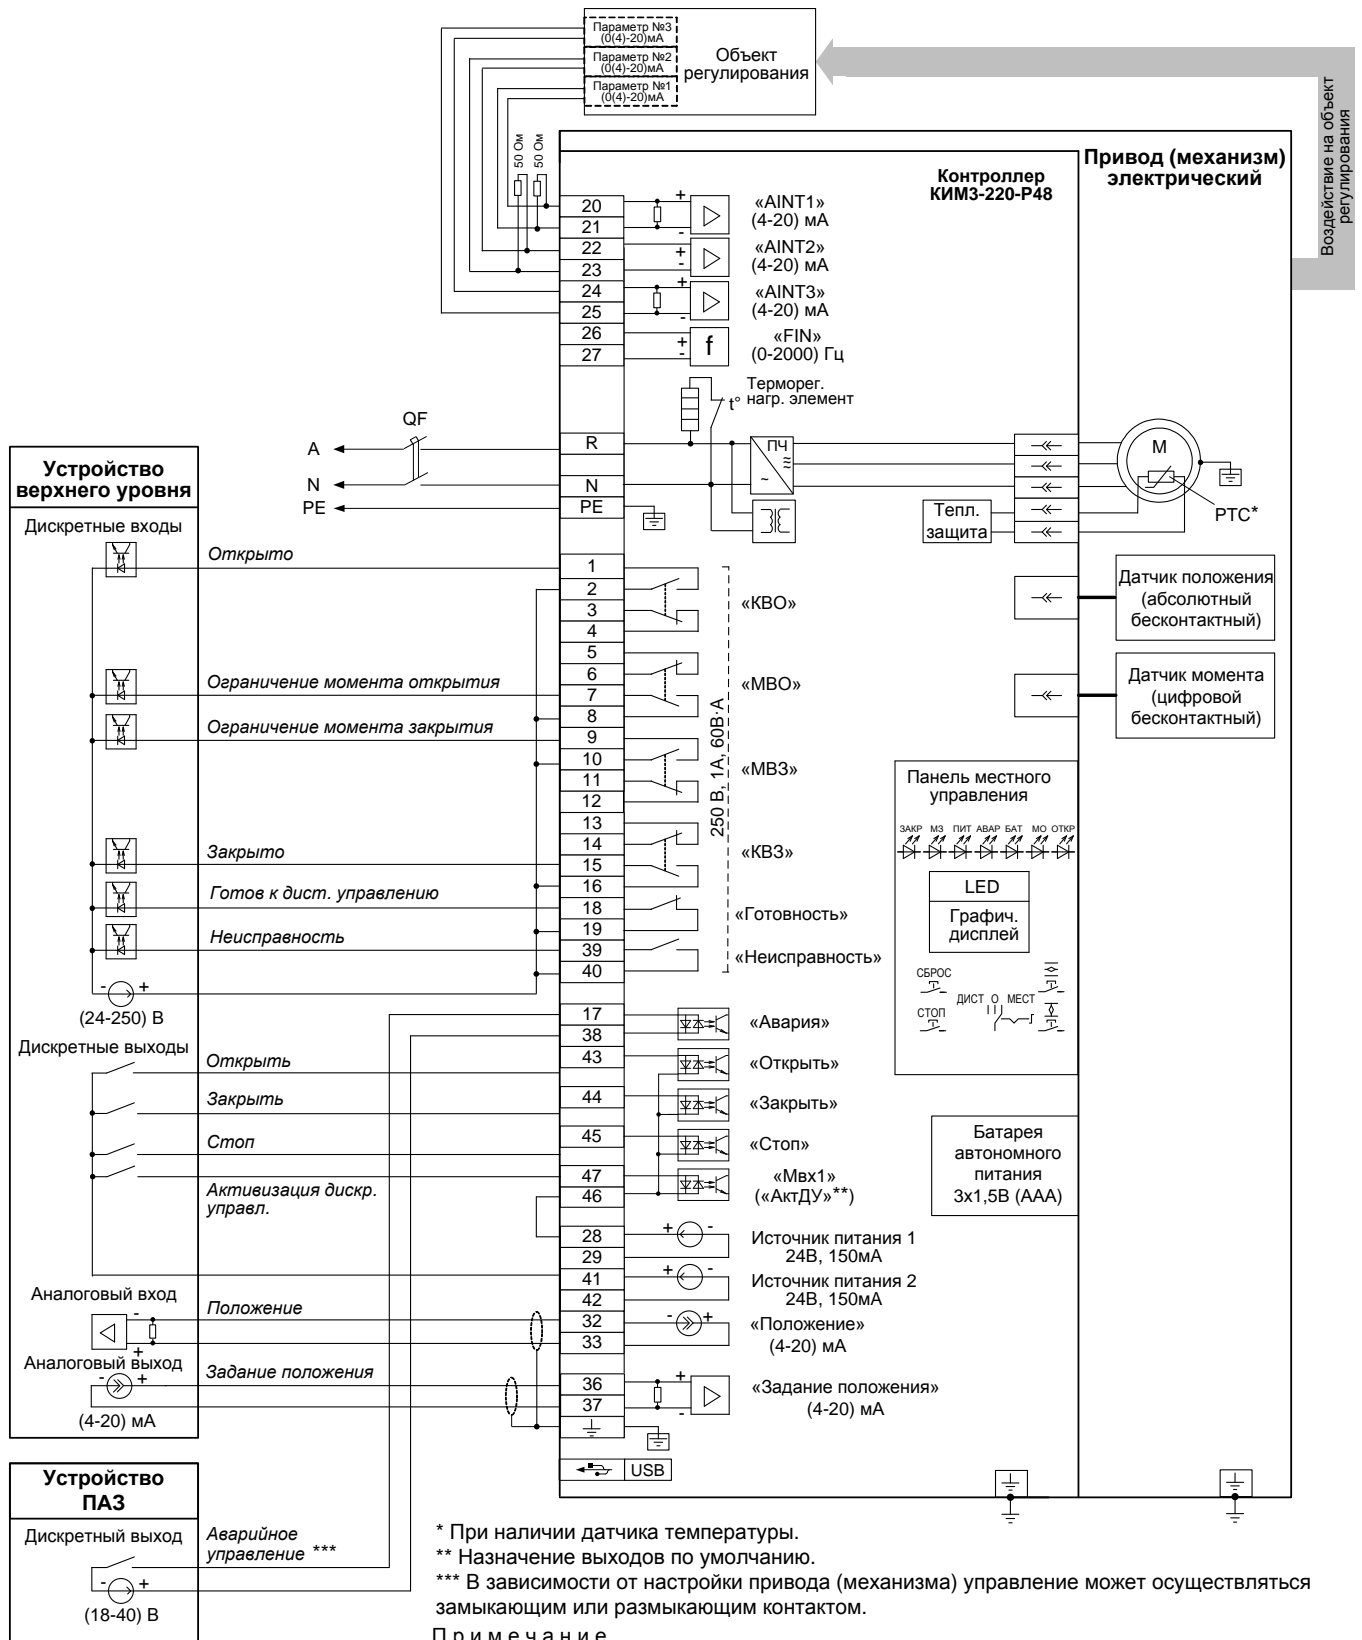 Параметр №3
(0(4)-20)мА
Параметр №2
(0(4)-20)мА
Параметр №1
(0(4)-20)мА
Объект
регулирования
Воздействие на объект
регулирования
50 Ом
50 Ом
Привод (механизм)
электрический
Контроллер
КИМ3-220-Р48
20
21
22
23
24
25
26
27
+
-
«AINT1»
(4-20) мА
+
-
«AINT2»
(4-20) мА
+
-
«AINT3»
(4-20) мА
+
-
f
«FIN»
(0-2000) Гц
Терморег.
t° нагр. элемент
QF
A
N
PE
R
N
PE
ПЧ
≈
~
M
PTC*
Тепл.
защита
Устройство
верхнего уровня
Дискретные входы
Открыто
Ограничение момента открытия
Ограничение момента закрытия
Закрыто
Готов к дист. управлению
Неисправность
- +
(24-250) В
1
2
3
4
5
6
7
8
9
10
11
12
13
14
15
16
18
19
39
40
«КВО»
«МВО»
«МВЗ»
«КВЗ»
«Готовность»
«Неисправность»
250 В, 1А, 60В·А
Датчик положения
(абсолютный
бесконтактный)
Датчик момента
(цифровой
бесконтактный)
Панель местного
управления
ЗАКР МЗ ПИТ АВАР БАТ МО ОТКР
LED
Графич.
дисплей
СБРОС
СТОП
ДИСТ О МЕСТ
Дискретные выходы
Открыть
Закрыть
Стоп
Активизация дискр.
управл.
17
38
43
44
45
47
46
28
29
41
42
32
33
36
37
«Авария»
«Открыть»
«Закрыть»
«Стоп»
«Мвх1»
(«АктДУ»**)
Батарея
автономного
питания
3х1,5В (ААА)
+ -
Источник питания 1
24В, 150мА
+ -
Источник питания 2
24В, 150мА
- +
«Положение»
(4-20) мА
+
-
«Задание положения»
(4-20) мА
Аналоговый вход
-
+
Положение
Аналоговый выход
- +
Задание положения
(4-20) мА
USB
Устройство
ПАЗ
Дискретный выход
Аварийное
управление ***
- +
(18-40) В
* При наличии датчика температуры.
** Назначение выходов по умолчанию.
*** В зависимости от настройки привода (механизма) управление может осуществляться
замыкающим или размыкающим контактом.
П р и м е ч а н и е